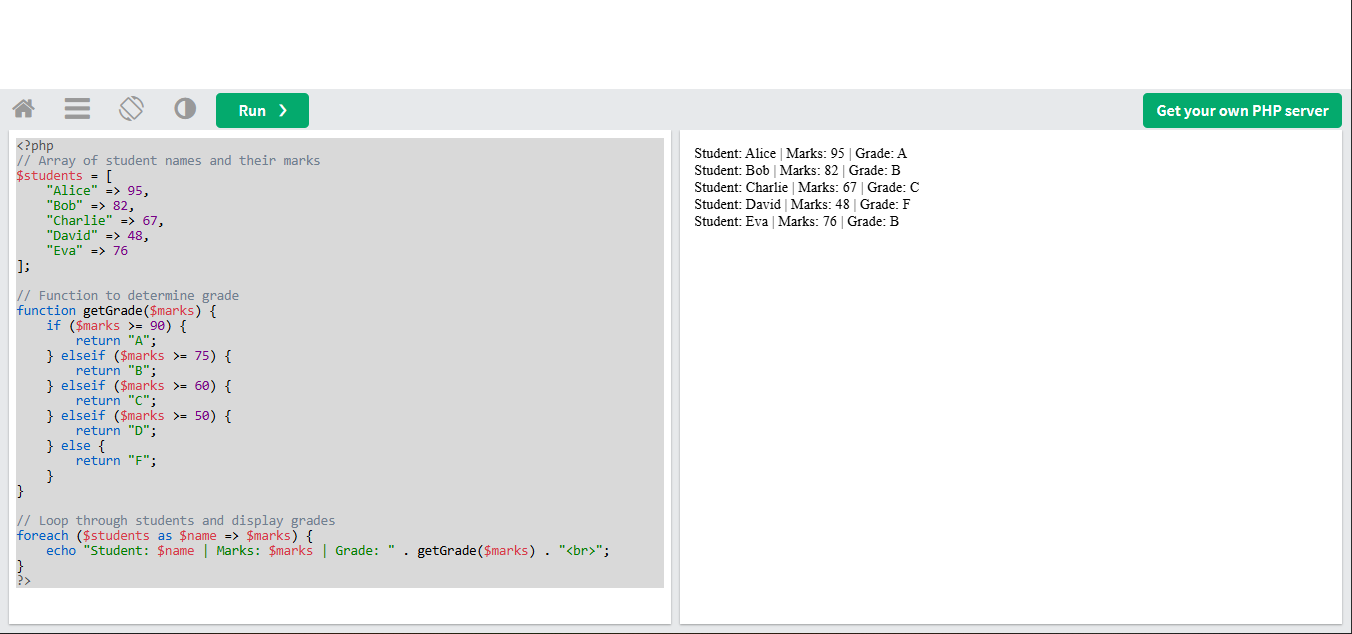 Run ❯
Get your own PHP server
<?php
// Array of student names and their marks
$students = [
    "Alice" => 95,
    "Bob" => 82,
    "Charlie" => 67,
    "David" => 48,
    "Eva" => 76
];

// Function to determine grade
function getGrade($marks) {
    if ($marks >= 90) {
        return "A";
    } elseif ($marks >= 75) {
        return "B";
    } elseif ($marks >= 60) {
        return "C";
    } elseif ($marks >= 50) {
        return "D";
    } else {
        return "F";
    }
}

// Loop through students and display grades
foreach ($students as $name => $marks) {
    echo "Student: $name | Marks: $marks | Grade: " . getGrade($marks) . "<br>";
}
?>
Student: Alice | Marks: 95 | Grade: A
Student: Bob | Marks: 82 | Grade: B
Student: Charlie | Marks: 67 | Grade: C
Student: David | Marks: 48 | Grade: F
Student: Eva | Marks: 76 | Grade: B